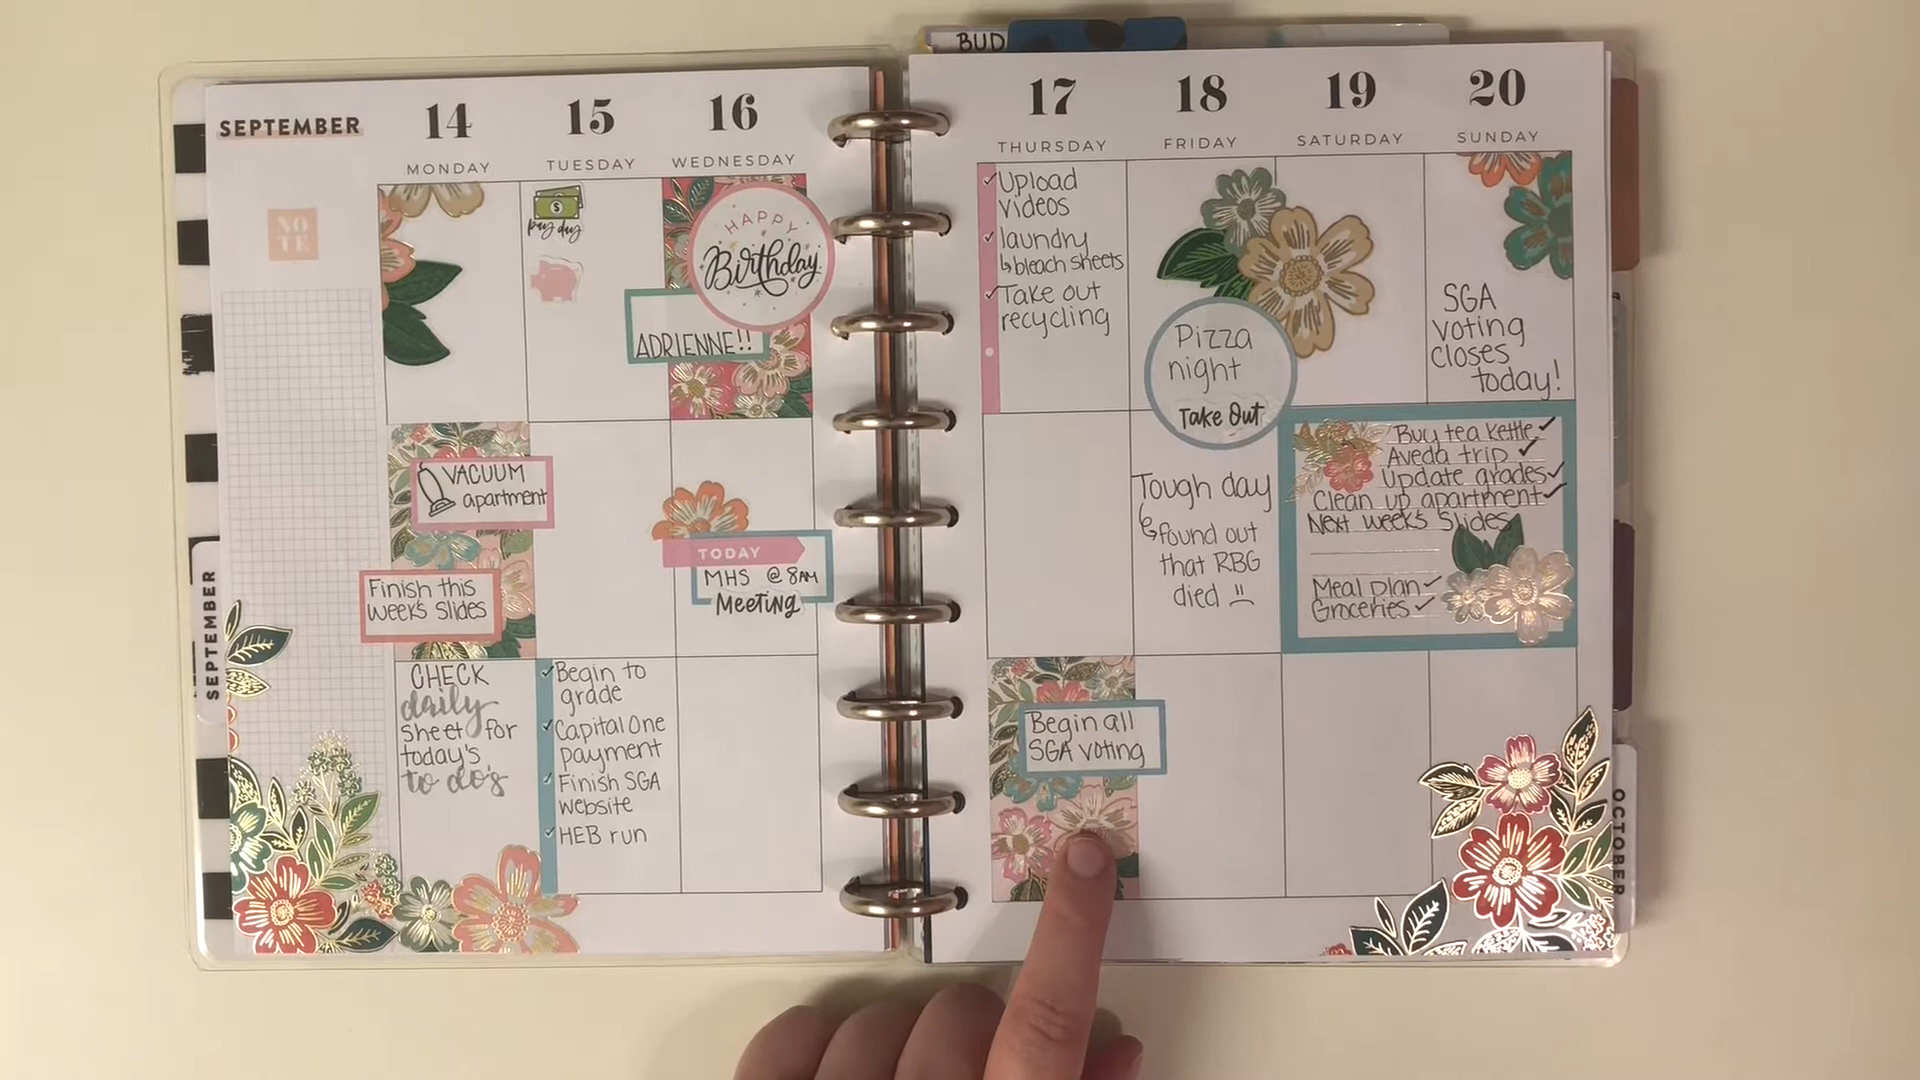 BUD
SEPTEMBER
14
MONDAY
15
TUESDAY
16
WEDNESDAY
17
THURSDAY
18
FRIDAY
19
SATURDAY
20
SUNDAY
NO
TE
pay day
$
HAPPY
Birthday
ADRIENNE!!
VACUUM
apartment
Finish this
week's slides
TODAY
MHS @ 8AM
Meeting
CHECK
daily
sheet for
today's
to do's
✓Begin to
grade
✓Capital One
payment
✓Finish SGA
website
✓HEB run
✓Upload
videos
✓laundry
↳bleach sheets
✓Take out
recycling
Pizza
night
Take Out
Tough day
↳found out
that RBG
died
SGA
voting
closes
today!
Buy tea kettle ✓
Aveda trip ✓
Update grades ✓
Clean up apartment ✓
Next week's slides
Meal plan ✓
Groceries ✓
Begin all
SGA voting
SEPTEMBER
OCTOBER